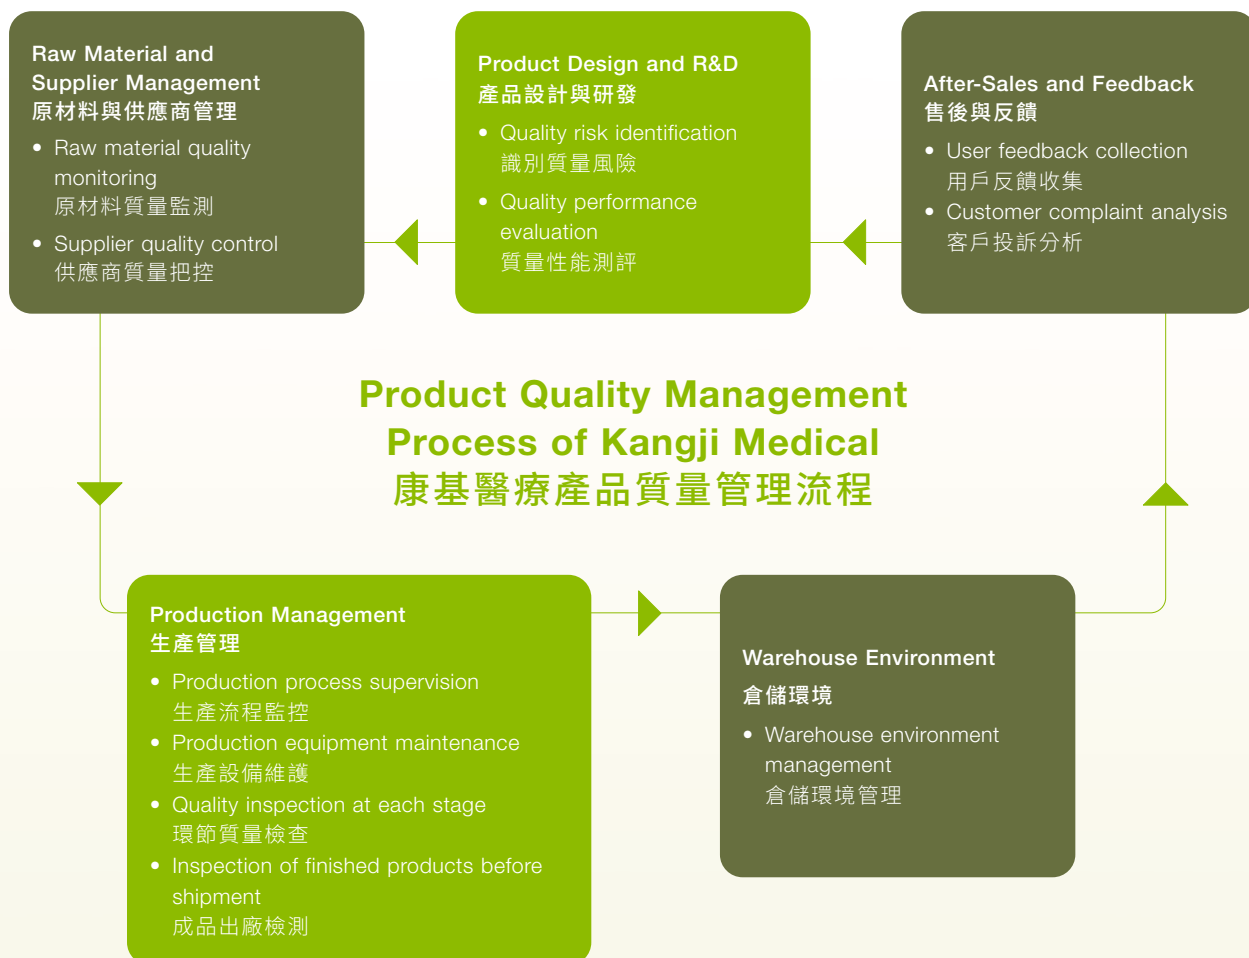 Raw Material and
Supplier Management
原材料與供應商管理
• Raw material quality
monitoring
原材料質量監測
• Supplier quality control
供應商質量把控
Product Design and R&D
產品設計與研發
• Quality risk identification
識別質量風險
• Quality performance
evaluation
質量性能測評
After-Sales and Feedback
售後與反饋
• User feedback collection
用戶反饋收集
• Customer complaint analysis
客戶投訴分析
Product Quality Management
Process of Kangji Medical
康基醫療產品質量管理流程
Production Management
生產管理
• Production process supervision
生產流程監控
• Production equipment maintenance
生產設備維護
• Quality inspection at each stage
環節質量檢查
• Inspection of finished products before
shipment
成品出廠檢測
Warehouse Environment
倉儲環境
• Warehouse environment
management
倉儲環境管理